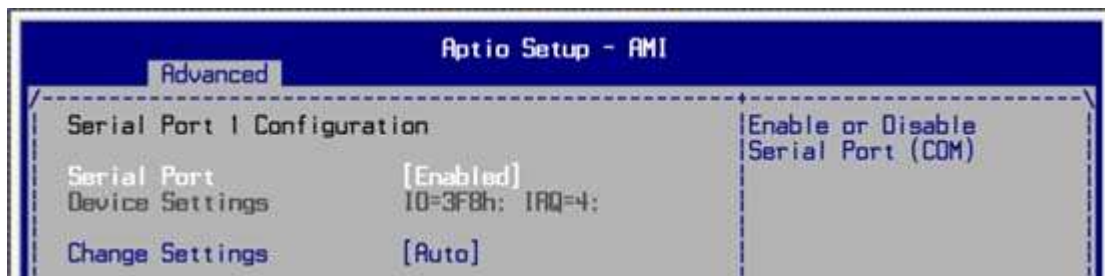 Aptio Setup - AMI
Advanced
Serial Port 1 Configuration
Enable or Disable
Serial Port (COM)
Serial Port [Enabled]
Device Settings IO=3F8h; IRQ=4;
Change Settings [Auto]